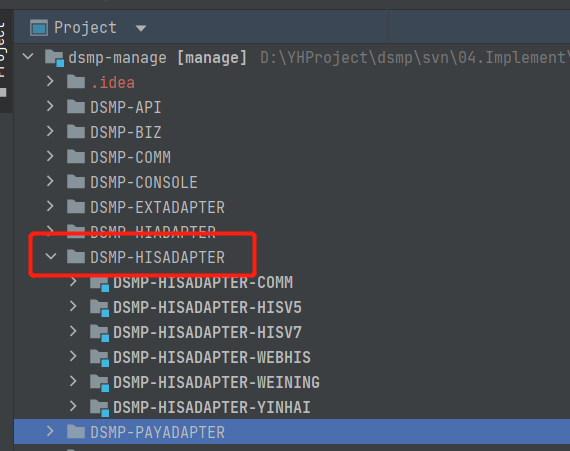 Project
Project
dsmp-manage [manage] D:\YHProject\dsmp\svn\04.Implement\
.idea
DSMP-API
DSMP-BIZ
DSMP-COMM
DSMP-CONSOLE
DSMP-EXTADAPTER
DSMP-HIADAPTER
DSMP-HISADAPTER
DSMP-HISADAPTER-COMM
DSMP-HISADAPTER-HISV5
DSMP-HISADAPTER-HISV7
DSMP-HISADAPTER-WEBHIS
DSMP-HISADAPTER-WEINING
DSMP-HISADAPTER-YINHAI
DSMP-PAYADAPTER